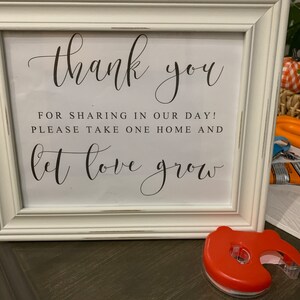 thank you
FOR SHARING IN OUR DAY!
PLEASE TAKE ONE HOME AND
let love grow